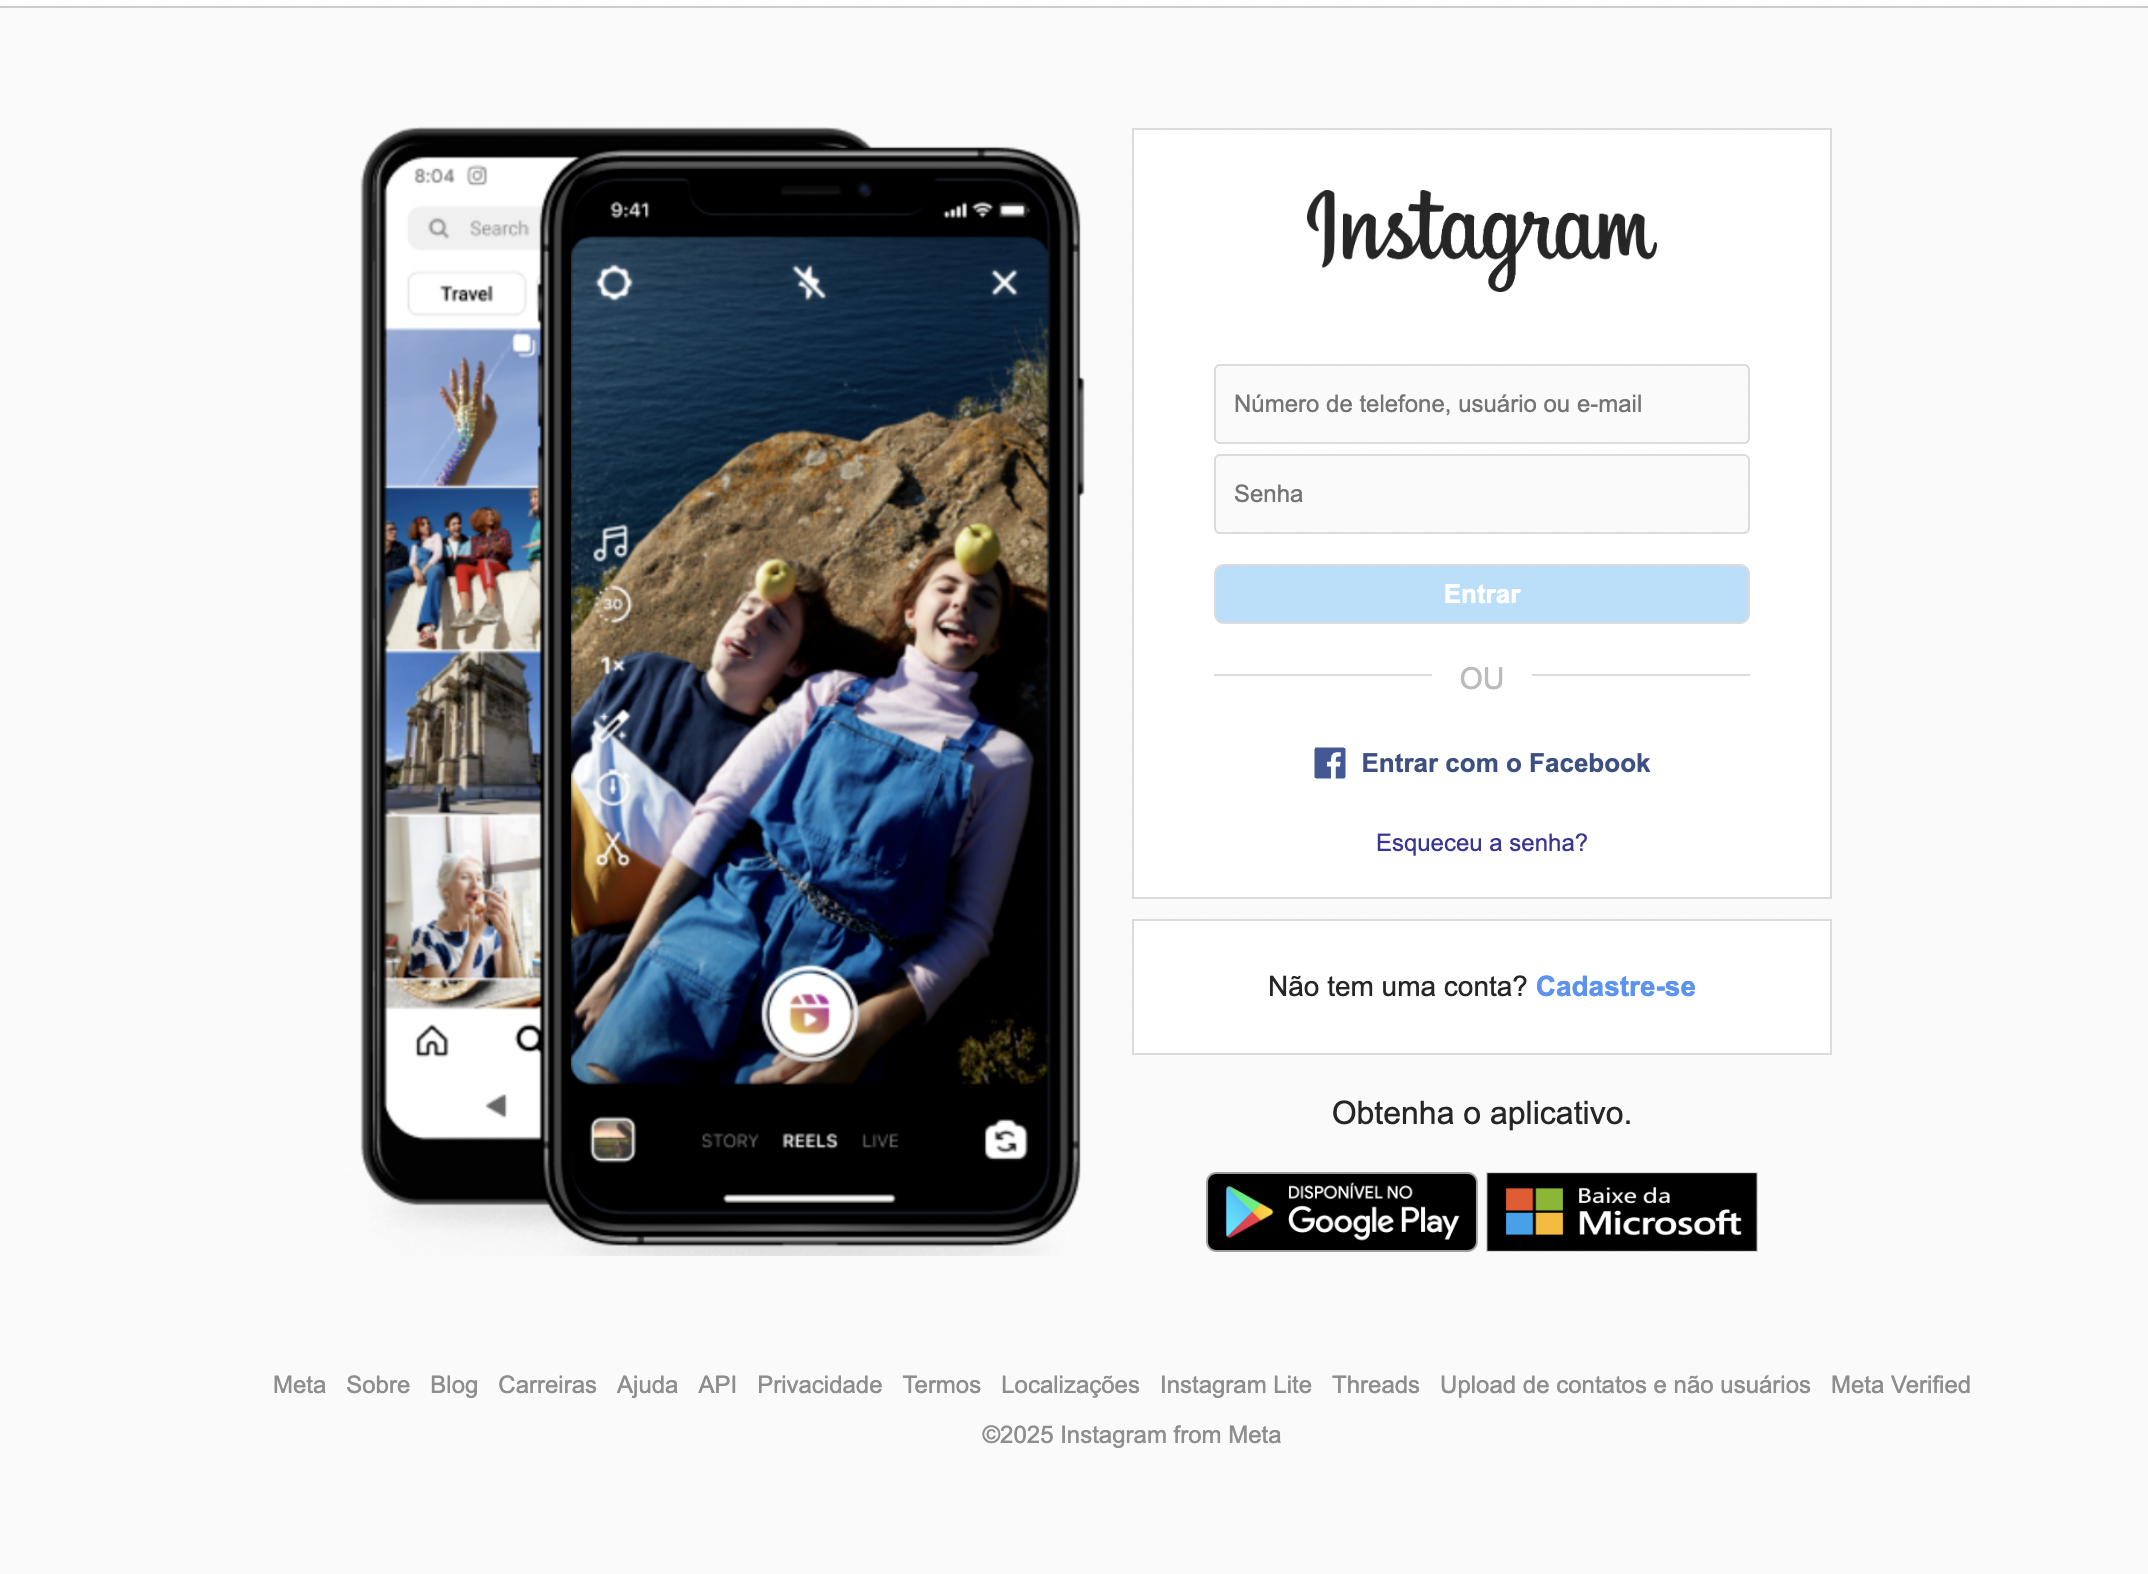 8:04
Search
Travel
9:41
30
1×
STORY REELS LIVE
Instagram
Número de telefone, usuário ou e-mail
Senha
Entrar
OU
Entrar com o Facebook
Esqueceu a senha?
Não tem uma conta? Cadastre-se
Obtenha o aplicativo.
DISPONÍVEL NO
Google Play
Baixe da
Microsoft
Meta Sobre Blog Carreiras Ajuda API Privacidade Termos Localizações Instagram Lite Threads Upload de contatos e não usuários Meta Verified
©2025 Instagram from Meta